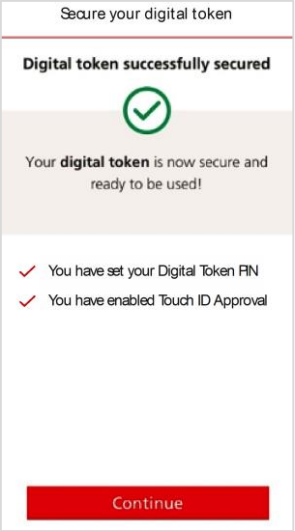 Secure your digital token
Digital token successfully secured
Your digital token is now secure and
ready to be used!
You have set your Digital Token PIN
You have enabled Touch ID Approval
Continue